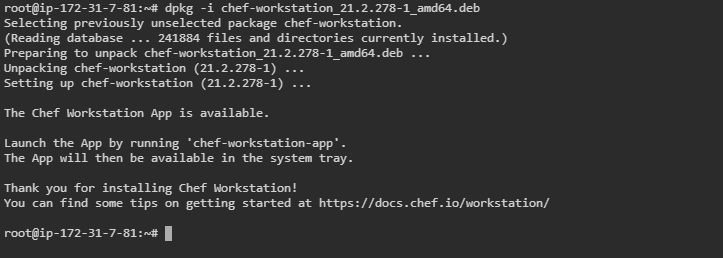 root@ip-172-31-7-81:~# dpkg -i chef-workstation_21.2.278-1_amd64.deb
Selecting previously unselected package chef-workstation.
(Reading database ... 241884 files and directories currently installed.)
Preparing to unpack chef-workstation_21.2.278-1_amd64.deb ...
Unpacking chef-workstation (21.2.278-1) ...
Setting up chef-workstation (21.2.278-1) ...
The Chef Workstation App is available.
Launch the App by running 'chef-workstation-app'.
The App will then be available in the system tray.
Thank you for installing Chef Workstation!
You can find some tips on getting started at https://docs.chef.io/workstation/
root@ip-172-31-7-81:~#